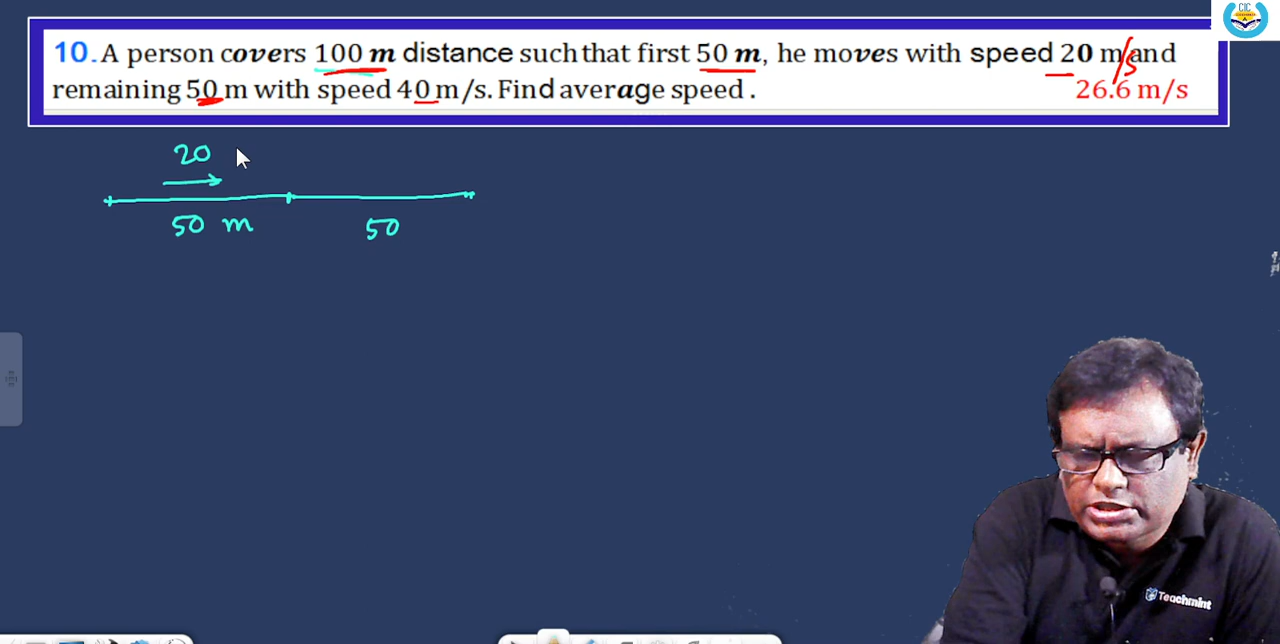 10. A person covers 100 m distance such that first 50 m, he moves with speed 20 m/s and
remaining 50 m with speed 40 m/s. Find average speed . 26.6 m/s
20
50 m 50
CIC
Teachmint